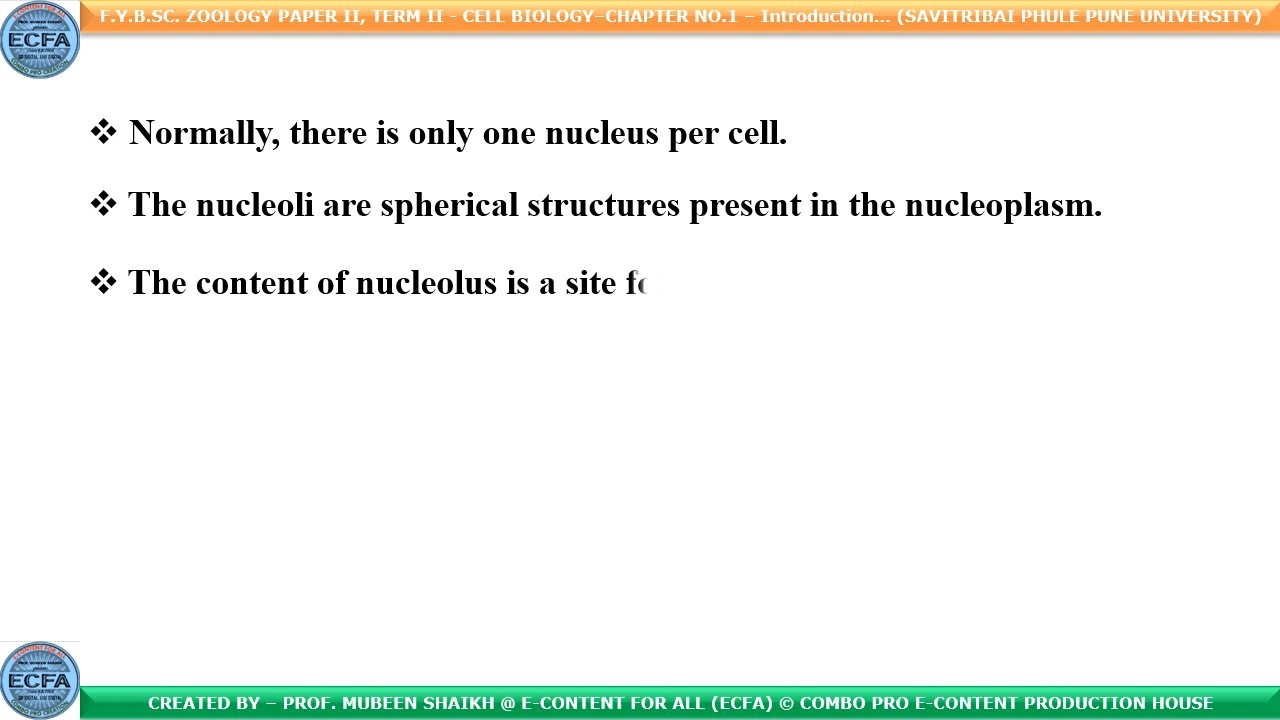 F.Y.B.SC. ZOOLOGY PAPER II, TERM II - CELL BIOLOGY–CHAPTER NO.1 – Introduction... (SAVITRIBAI PHULE PUNE UNIVERSITY)
ECFA
❖ Normally, there is only one nucleus per cell.
❖ The nucleoli are spherical structures present in the nucleoplasm.
❖ The content of nucleolus is a site
ECFA
CREATED BY – PROF. MUBEEN SHAIKH @ E-CONTENT FOR ALL (ECFA) © COMBO PRO E-CONTENT PRODUCTION HOUSE